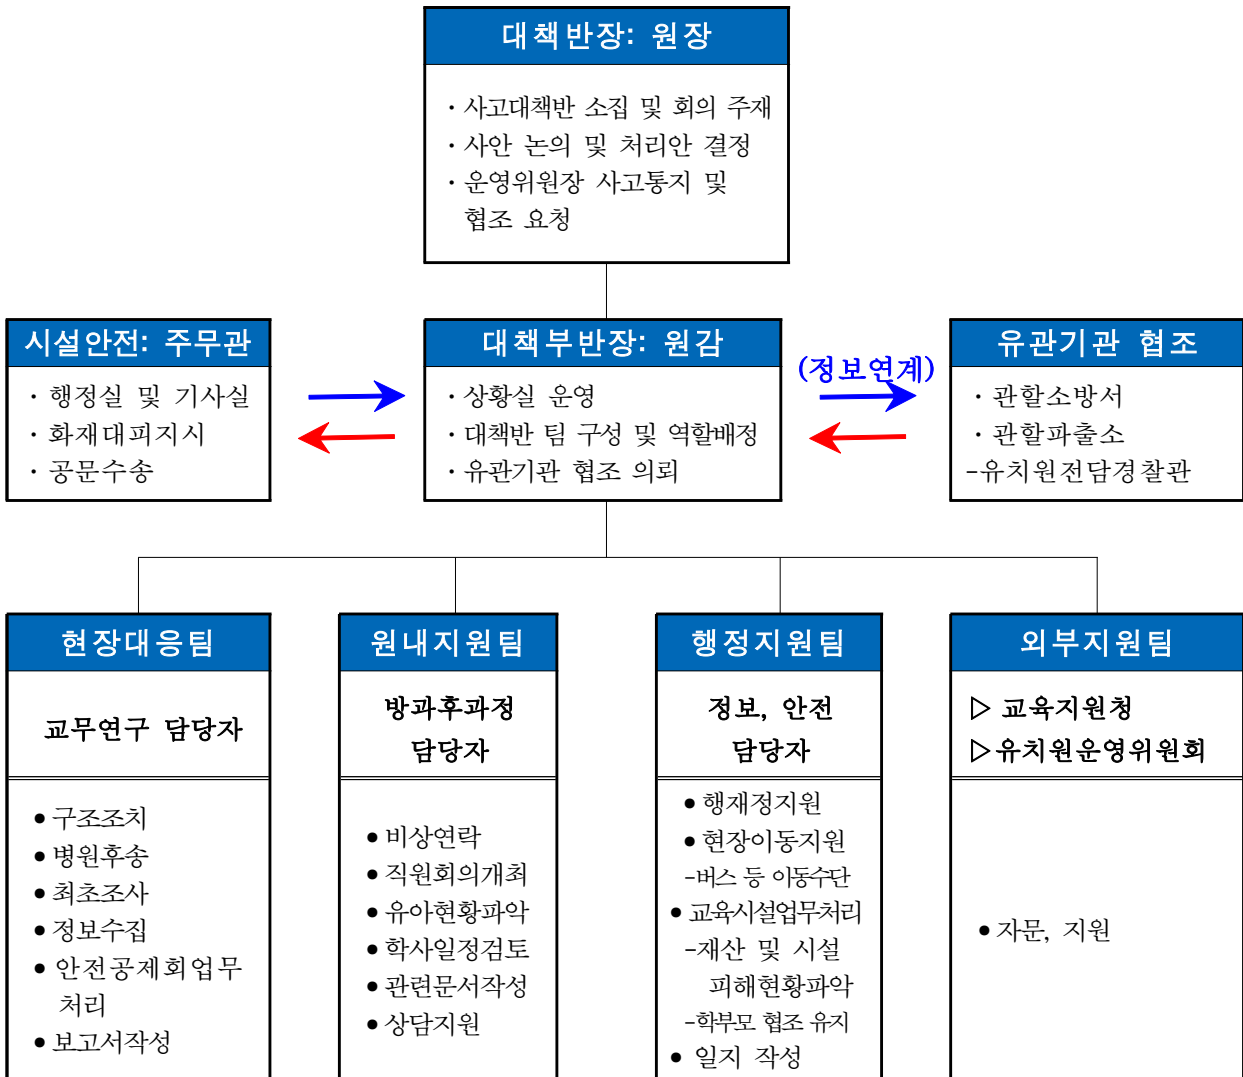 대책반장: 원장
· 사고대책반 소집 및 회의 주재
· 사안 논의 및 처리안 결정
· 운영위원장 사고통지 및
협조 요청
시설안전: 주무관
· 행정실 및 기사실
· 화재대피지시
· 공문수송
대책부반장: 원감
· 상황실 운영
· 대책반 팀 구성 및 역할배정
· 유관기관 협조 의뢰
(정보연계)
유관기관 협조
· 관할소방서
· 관할파출소
-유치원전담경찰관
현장대응팀
교무연구 담당자
● 구조조치
● 병원후송
● 최초조사
● 정보수집
● 안전공제회업무
처리
● 보고서작성
원내지원팀
방과후과정
담당자
● 비상연락
● 직원회의개최
● 유아현황파악
● 학사일정검토
● 관련문서작성
● 상담지원
행정지원팀
정보, 안전
담당자
● 행재정지원
● 현장이동지원
-버스 등 이동수단
● 교육시설업무처리
-재산 및 시설
피해현황파악
-학부모 협조 유지
● 일지 작성
외부지원팀
▷ 교육지원청
▷유치원운영위원회
● 자문, 지원